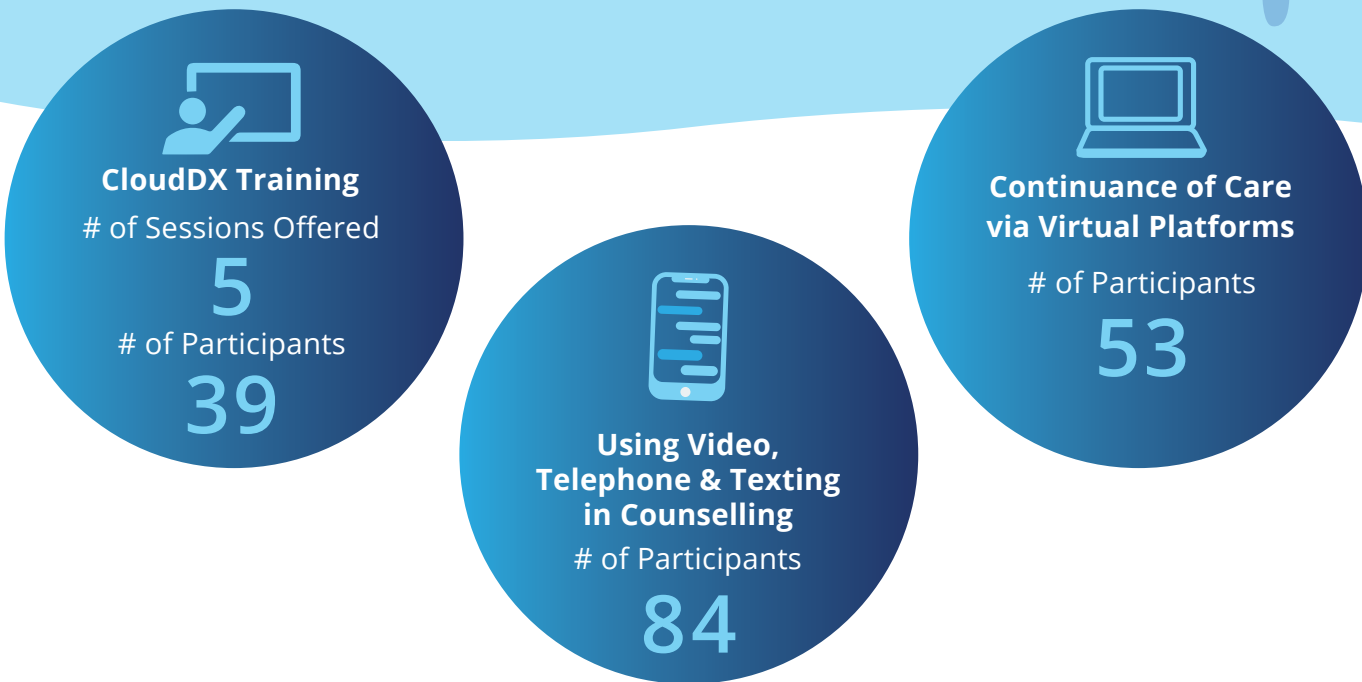 CloudDX Training
# of Sessions Offered
5
# of Participants
39
Using Video,
Telephone & Texting
in Counselling
# of Participants
84
Continuance of Care
via Virtual Platforms
# of Participants
53